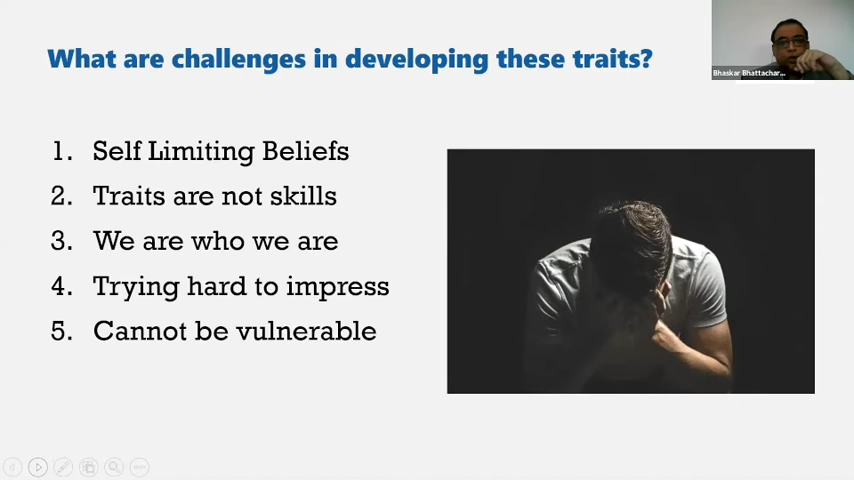 What are challenges in developing these traits?
Bhaskar Bhattachar...
1. Self Limiting Beliefs
2. Traits are not skills
3. We are who we are
4. Trying hard to impress
5. Cannot be vulnerable